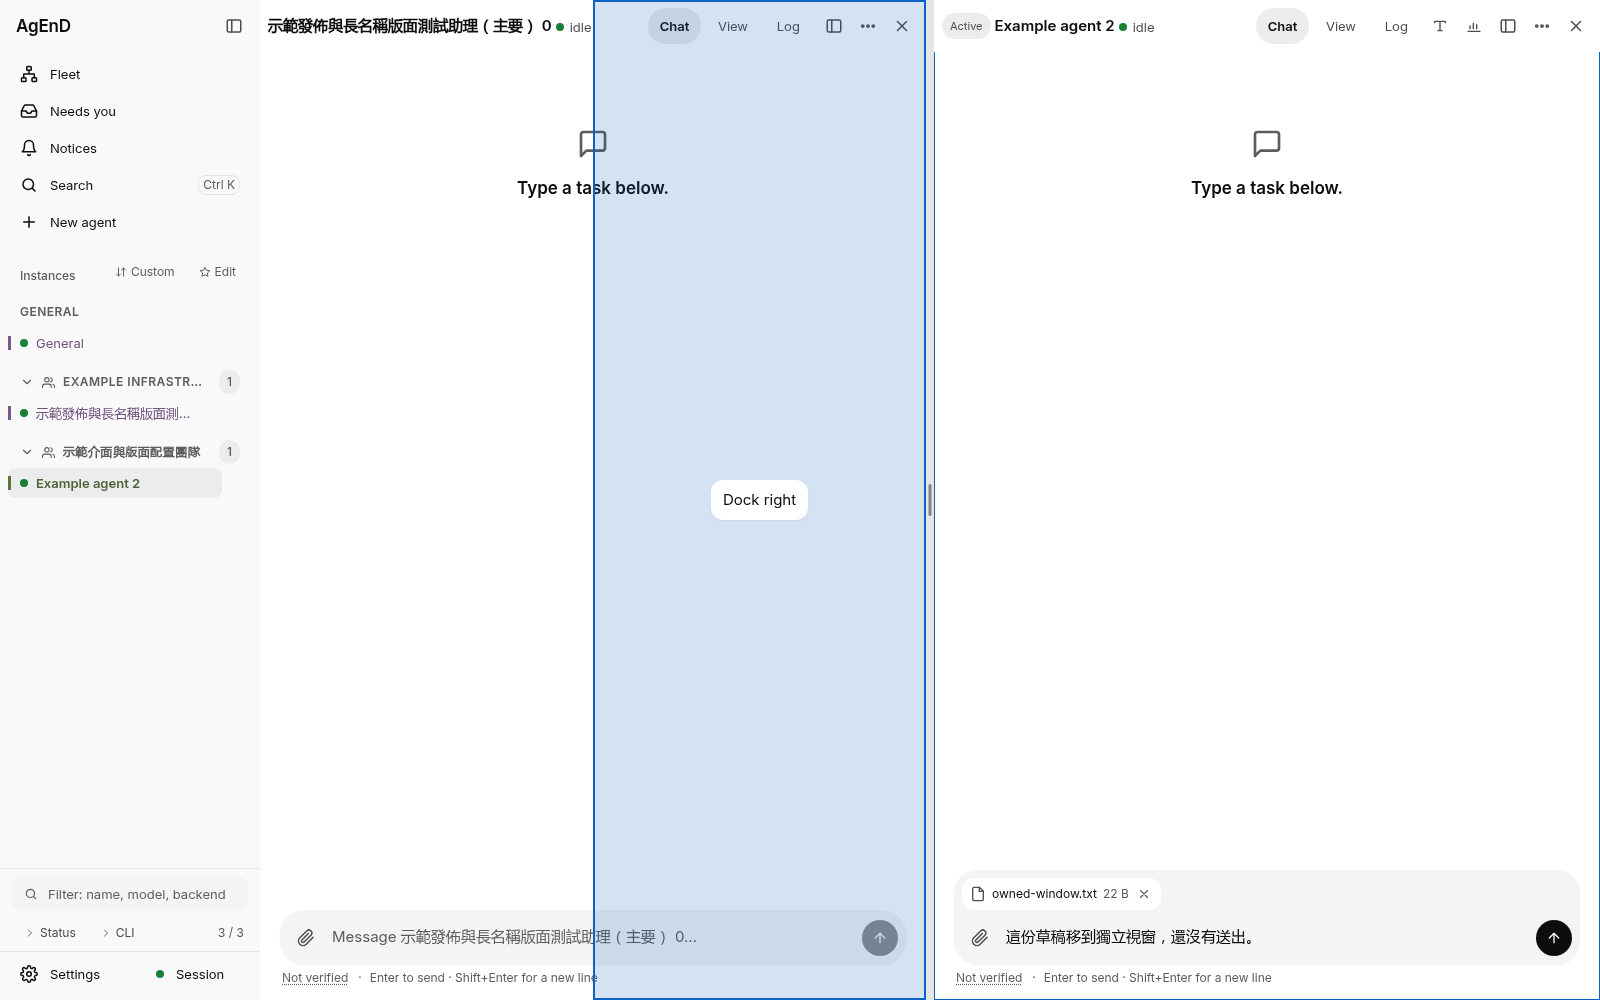 AgEnD
Fleet
Needs you
Notices
Search
Ctrl K
New agent
Instances
Custom
Edit
GENERAL
General
EXAMPLE INFRASTR...
1
示範發佈與長名稱版面測...
示範介面與版面配置團隊
1
Example agent 2
Filter: name, model, backend
Status
CLI
3 / 3
Settings
Session
示範發佈與長名稱版面測試助理（主要）0
idle
Chat
View
Log
Type a task below.
Dock right
Message 示範發佈與長名稱版面測試助理（主要）0...
Not verified · Enter to send · Shift+Enter for a new line
Active
Example agent 2
idle
Chat
View
Log
Type a task below.
owned-window.txt 22 B
這份草稿移到獨立視窗，還沒有送出。
Not verified · Enter to send · Shift+Enter for a new line